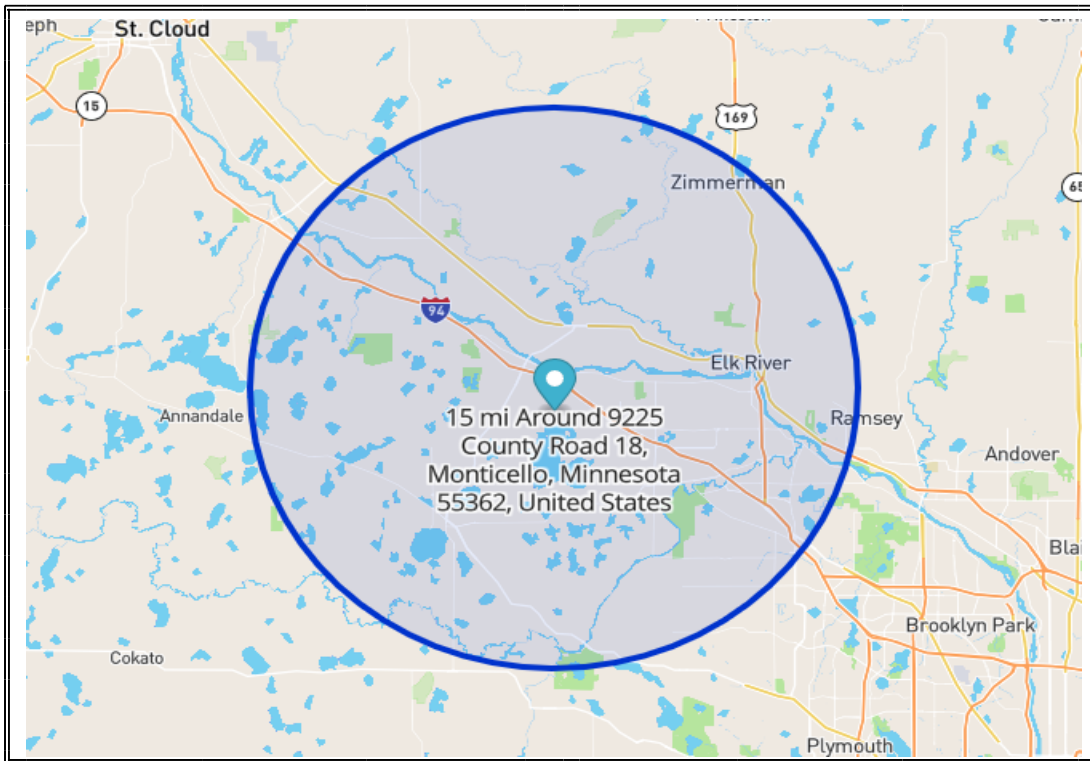 eph
St. Cloud
15
169
65
Zimmerman
94
Elk River
15 mi Around 9225
County Road 18,
Monticello, Minnesota
55362, United States
Annandale
Ramsey
Andover
Blai
Brooklyn Park
Cokato
Plymouth